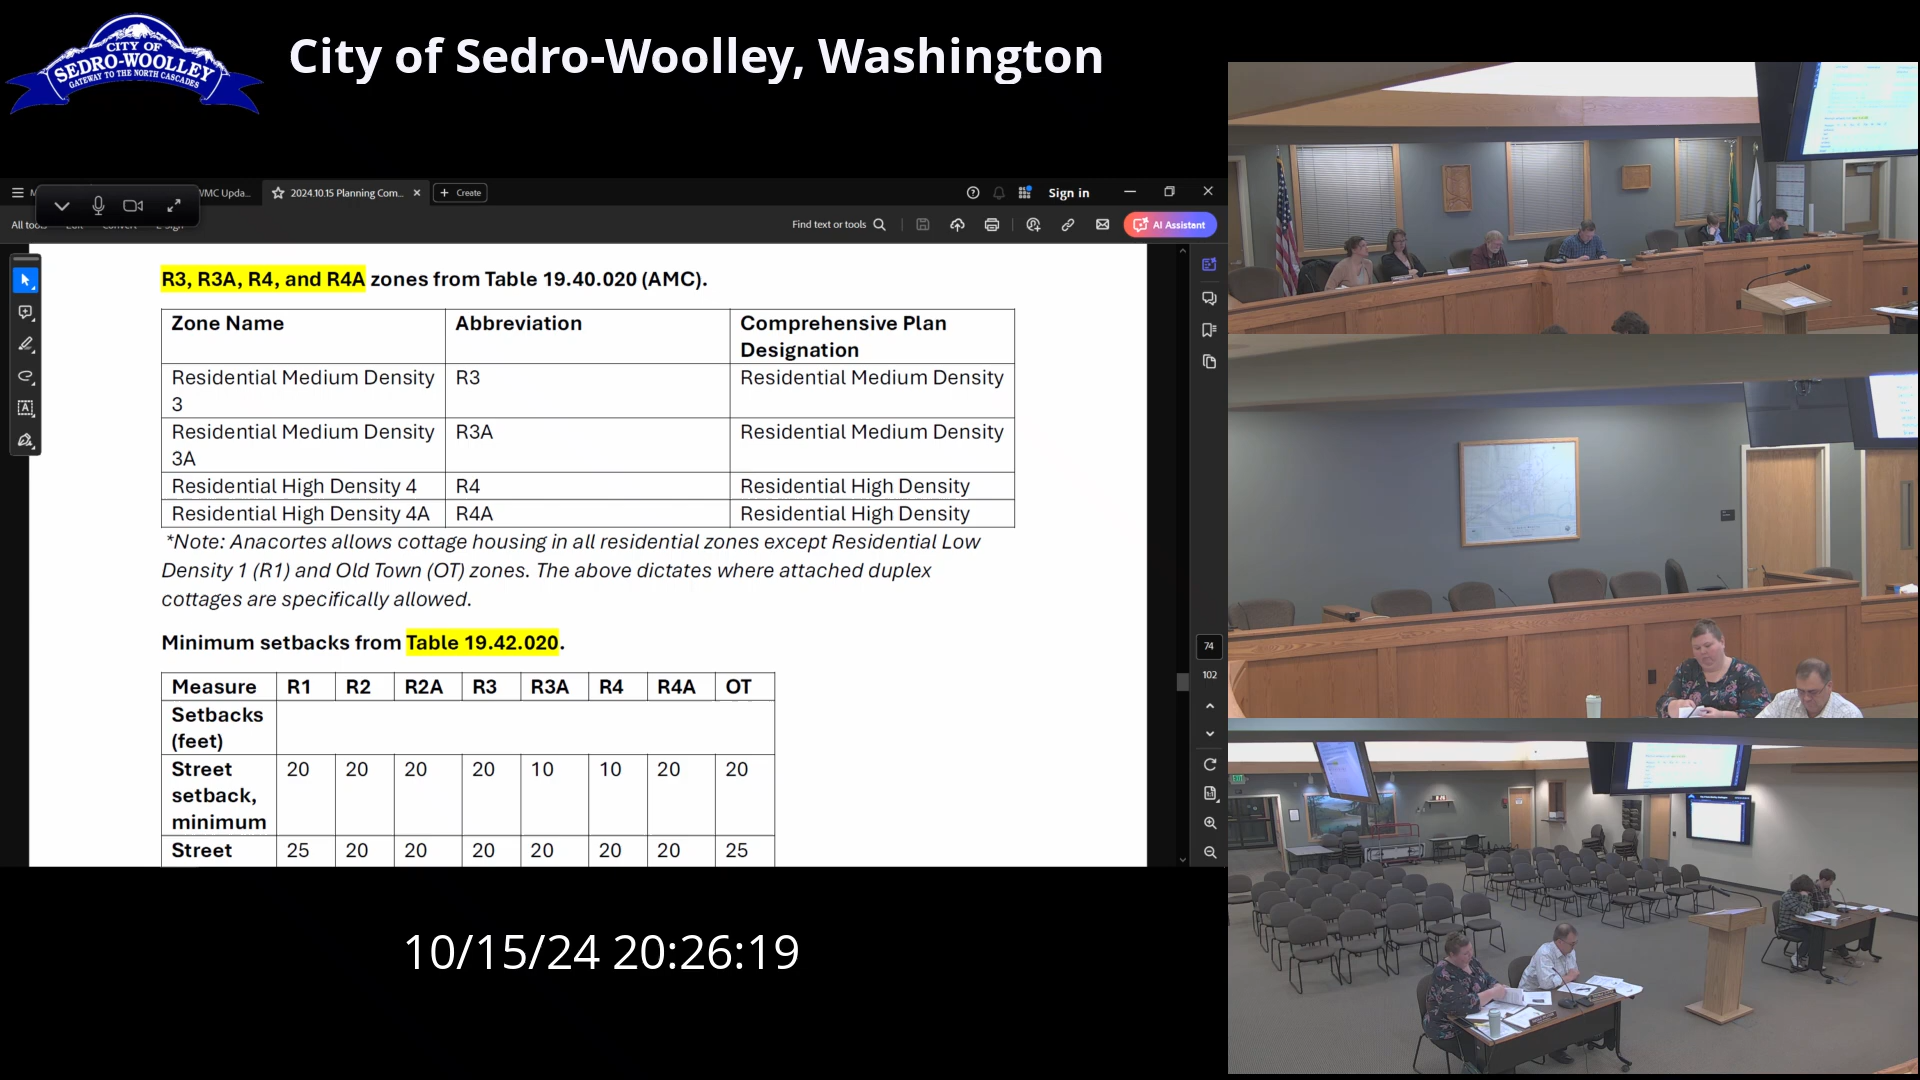 CITY OF
SEDRO-WOOLLEY
GATEWAY TO THE NORTH CASCADES
City of Sedro-Woolley, Washington
VMC Upda...
2024.10.15 Planning Com...
Create
Sign in
All tools
Find text or tools
AI Assistant
R3, R3A, R4, and R4A zones from Table 19.40.020 (AMC).
Zone Name Abbreviation Comprehensive Plan
Designation
Residential Medium Density R3 Residential Medium Density
3
Residential Medium Density R3A Residential Medium Density
3A
Residential High Density 4 R4 Residential High Density
Residential High Density 4A R4A Residential High Density
*Note: Anacortes allows cottage housing in all residential zones except Residential Low
Density 1 (R1) and Old Town (OT) zones. The above dictates where attached duplex
cottages are specifically allowed.
Minimum setbacks from Table 19.42.020.
Measure R1 R2 R2A R3 R3A R4 R4A OT
Setbacks
(feet)
Street 20 20 20 20 10 10 20 20
setback,
minimum
Street 25 20 20 20 20 20 20 25
74
102
10/15/24 20:26:19